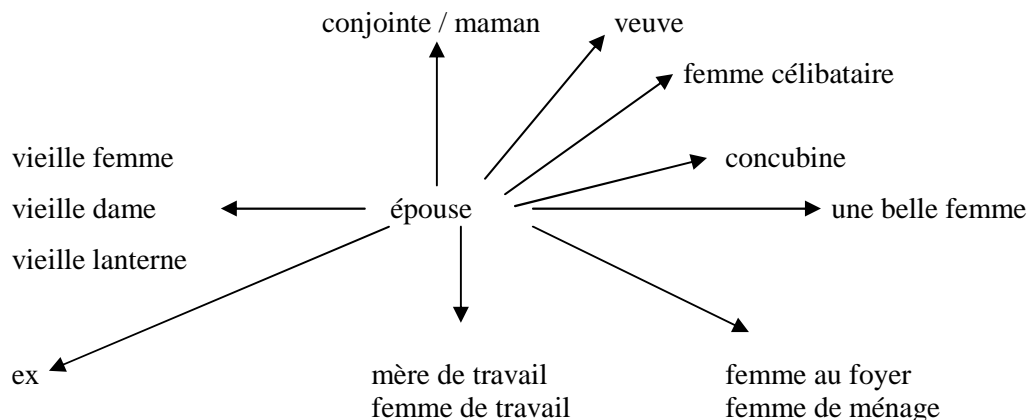 conjointe / maman
veuve
femme célibataire
vieille femme
concubine
vieille dame
épouse
une belle femme
vieille lanterne
ex
mère de travail
femme de travail
femme au foyer
femme de ménage